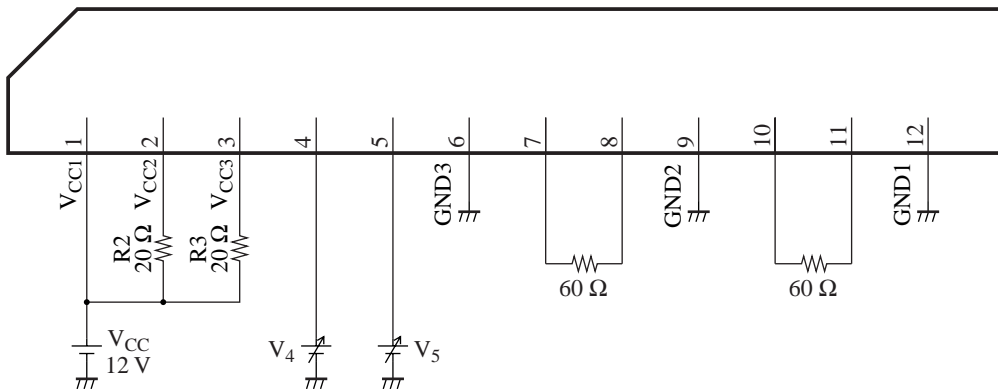 1 2 3 4 5 6 7 8 9 10 11 12
VCC1
VCC2
VCC3
GND3
GND2
GND1
R2
20 Ω
R3
20 Ω
60 Ω
60 Ω
VCC
12 V
V4
V5